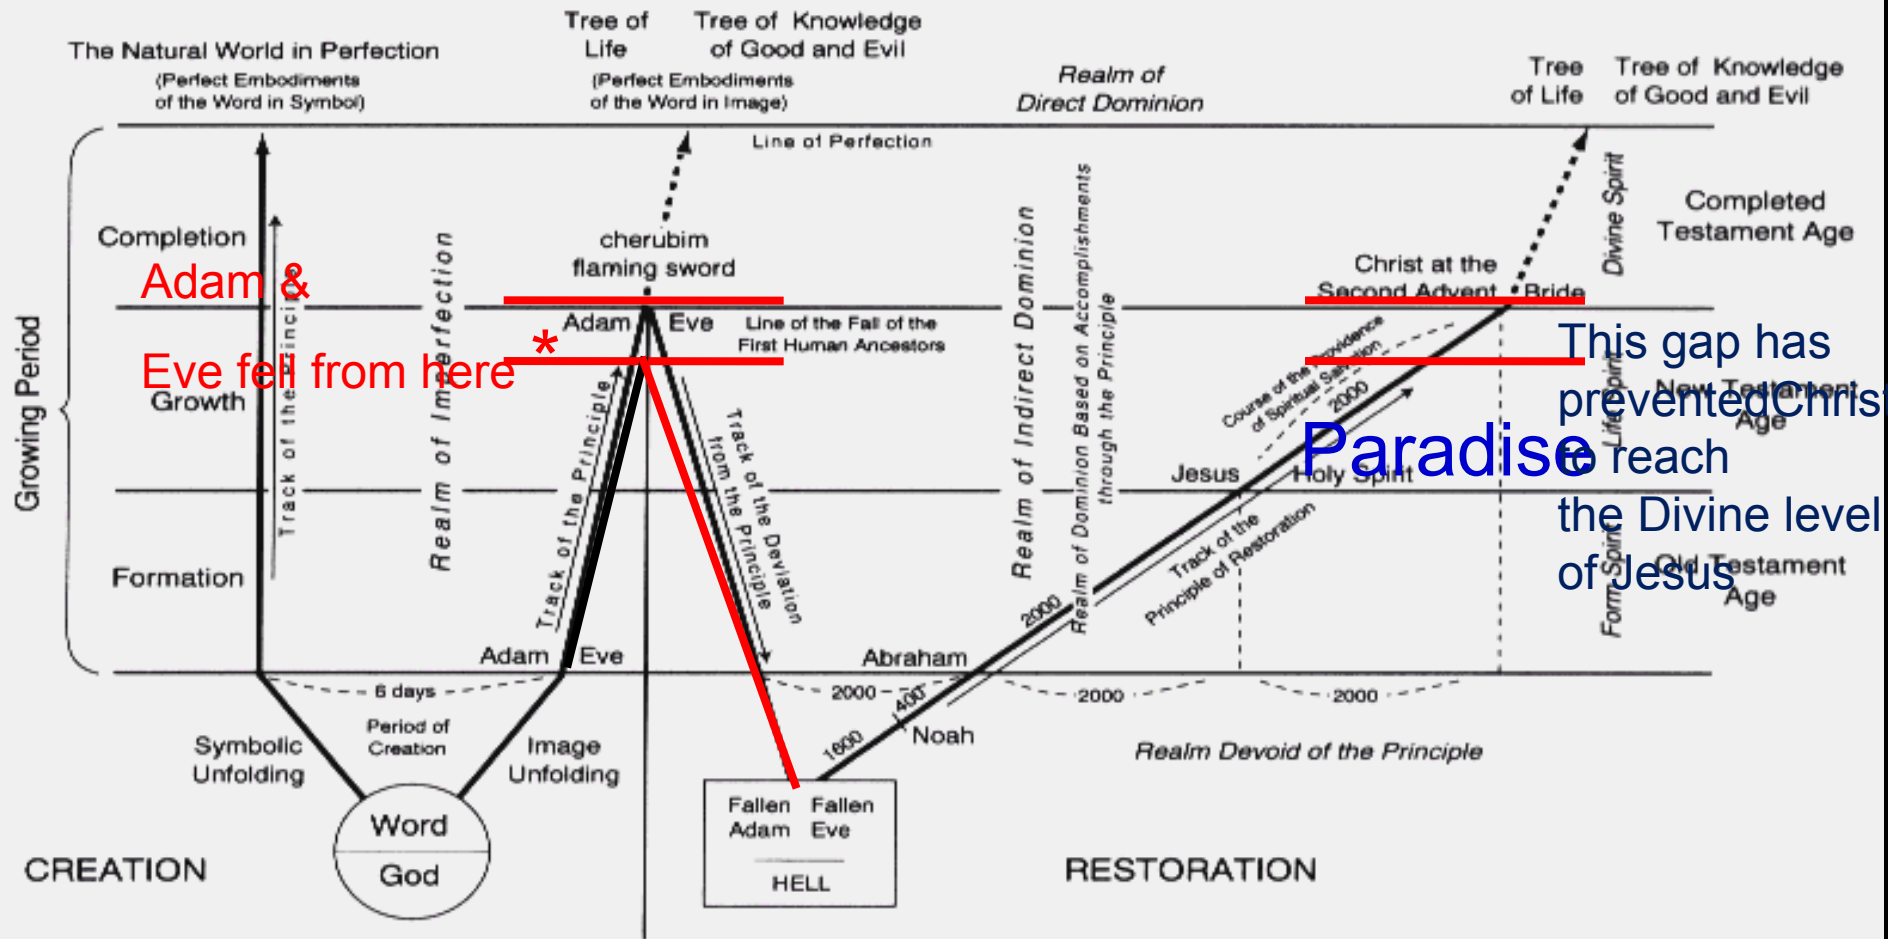 Tree of
Life
Tree of Knowledge
of Good and Evil
The Natural World in Perfection
(Perfect Embodiments
of the Word in Symbol)
(Perfect Embodiments
of the Word in Image)
Realm of
Direct Dominion
Tree
of Life
Tree of Knowledge
of Good and Evil
Line of Perfection
Growing Period
Completion
Growth
Formation
Adam &
Eve fell from here
*
Track of the Principle
Realm of Imperfection
cherubim
flaming sword
Adam Eve
Line of the Fall of the
First Human Ancestors
Track of the Principle
Track of the Deviation
from the Principle
Realm of Indirect Dominion
Realm of Dominion Based on Accomplishments
through the Principle
Christ at the
Second Advent Bride
Course of the Providence
of Spiritual Salvation
2000
Paradise
Jesus Holy Spirit
Track of the
Principle of Restoration
2000
Divine Spirit
Life Spirit
Form Spirit
Completed
Testament Age
New Testament
Age
Old Testament
Age
This gap has
preventedChrist
to reach
the Divine level
of Jesus
Adam Eve
Abraham
6 days
Period of
Creation
2000
400
1600
Noah
2000
2000
Symbolic
Unfolding
Image
Unfolding
Realm Devoid of the Principle
Word
God
Fallen Fallen
Adam Eve
HELL
CREATION
RESTORATION